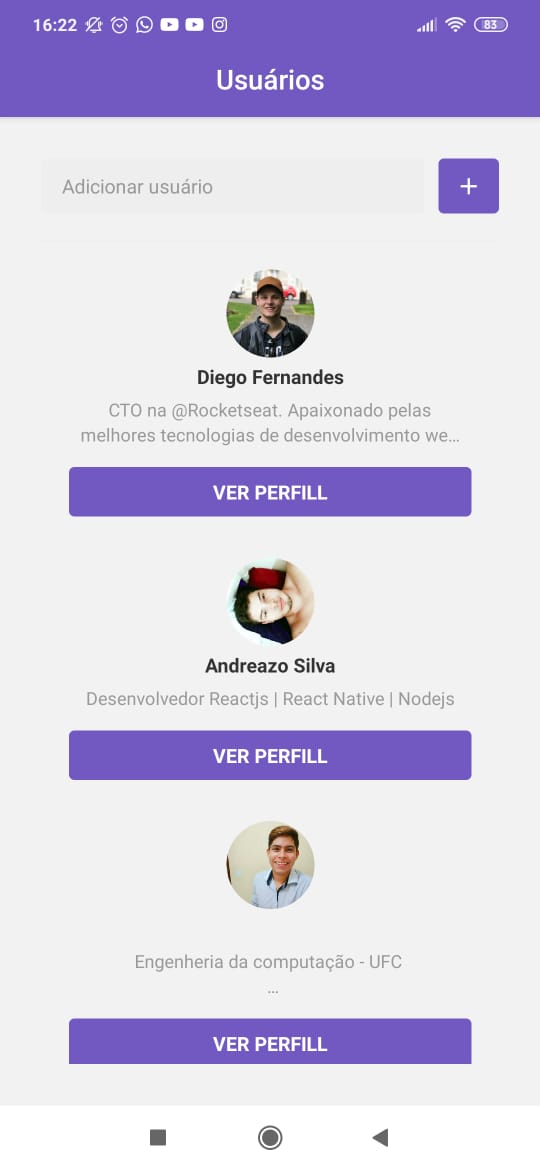 16:22
83
Usuários
Adicionar usuário
+
Diego Fernandes
CTO na @Rocketseat. Apaixonado pelas
melhores tecnologias de desenvolvimento we...
VER PERFILL
Andreazo Silva
Desenvolvedor Reactjs | React Native | Nodejs
VER PERFILL
Engenheria da computação - UFC
...
VER PERFILL